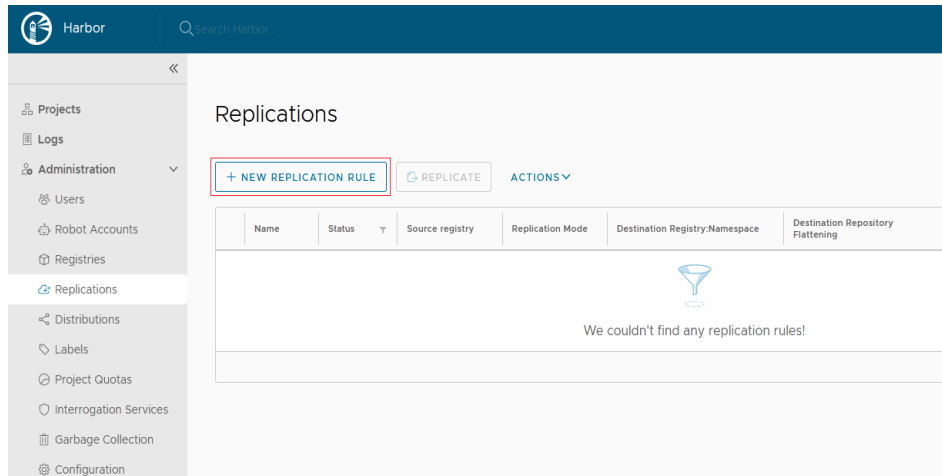 Harbor
Search Harbor...
Projects
Logs
Administration
Users
Robot Accounts
Registries
Replications
Distributions
Labels
Project Quotas
Interrogation Services
Garbage Collection
Configuration
Replications
+ NEW REPLICATION RULE REPLICATE ACTIONS
Name Status Source registry Replication Mode Destination Registry:Namespace Destination Repository Flattening
We couldn't find any replication rules!